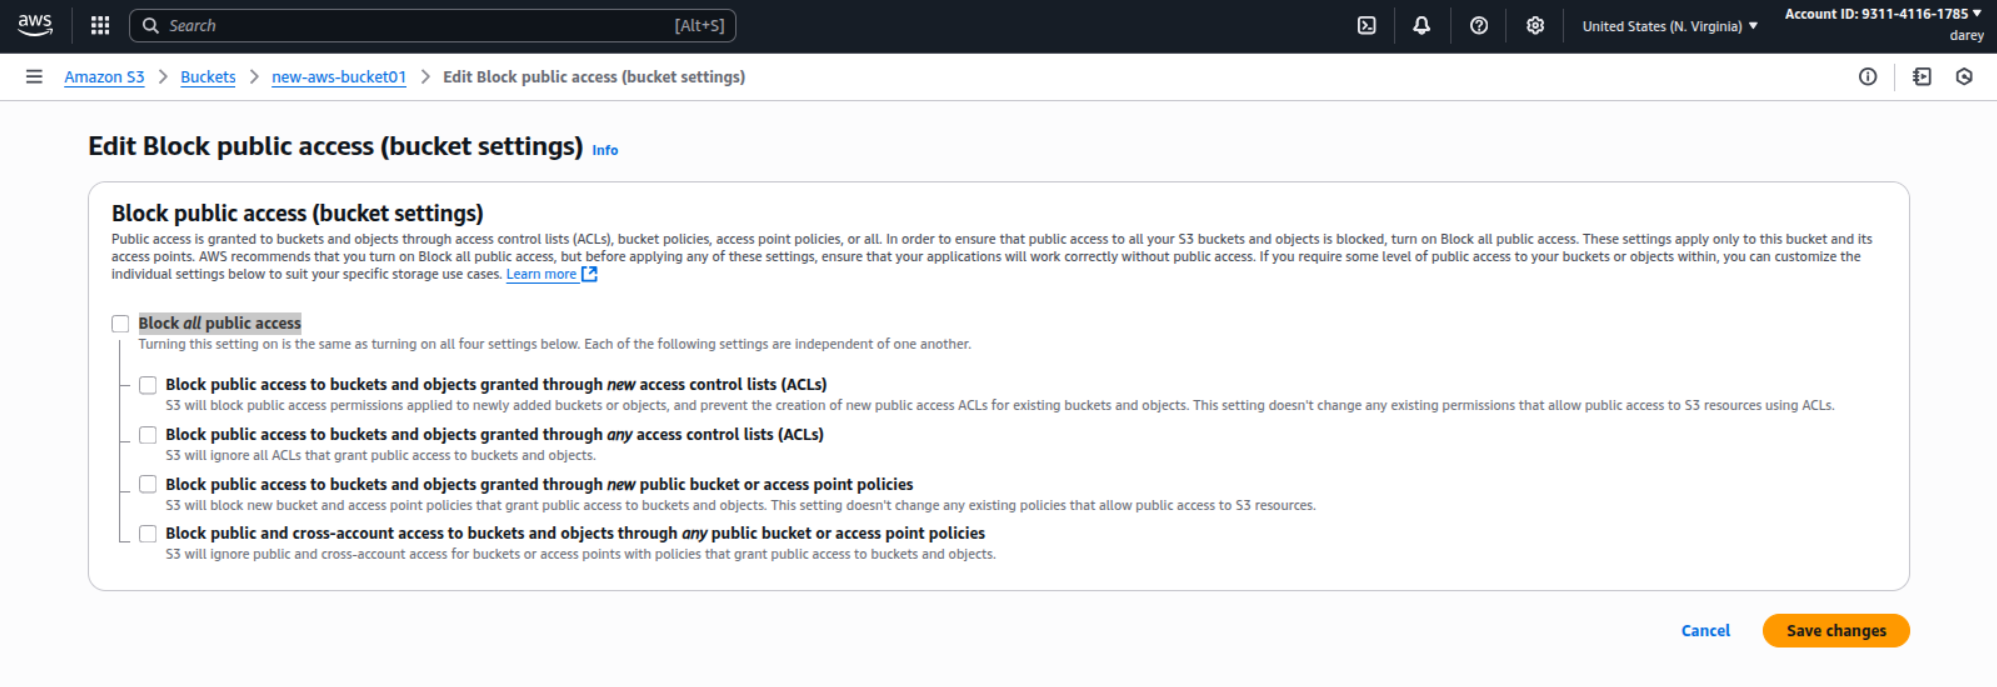 aws
Search
[Alt+S]
United States (N. Virginia)
Account ID: 9311-4116-1785
darey
Amazon S3
Buckets
new-aws-bucket01
Edit Block public access (bucket settings)
Edit Block public access (bucket settings) Info
Block public access (bucket settings)
Public access is granted to buckets and objects through access control lists (ACLs), bucket policies, access point policies, or all. In order to ensure that public access to all your S3 buckets and objects is blocked, turn on Block all public access. These settings apply only to this bucket and its
access points. AWS recommends that you turn on Block all public access, but before applying any of these settings, ensure that your applications will work correctly without public access. If you require some level of public access to your buckets or objects within, you can customize the
individual settings below to suit your specific storage use cases. Learn more
Block all public access
Turning this setting on is the same as turning on all four settings below. Each of the following settings are independent of one another.
Block public access to buckets and objects granted through new access control lists (ACLs)
S3 will block public access permissions applied to newly added buckets or objects, and prevent the creation of new public access ACLs for existing buckets and objects. This setting doesn't change any existing permissions that allow public access to S3 resources using ACLs.
Block public access to buckets and objects granted through any access control lists (ACLs)
S3 will ignore all ACLs that grant public access to buckets and objects.
Block public access to buckets and objects granted through new public bucket or access point policies
S3 will block new bucket and access point policies that grant public access to buckets and objects. This setting doesn't change any existing policies that allow public access to S3 resources.
Block public and cross-account access to buckets and objects through any public bucket or access point policies
S3 will ignore public and cross-account access for buckets or access points with policies that grant public access to buckets and objects.
Cancel
Save changes